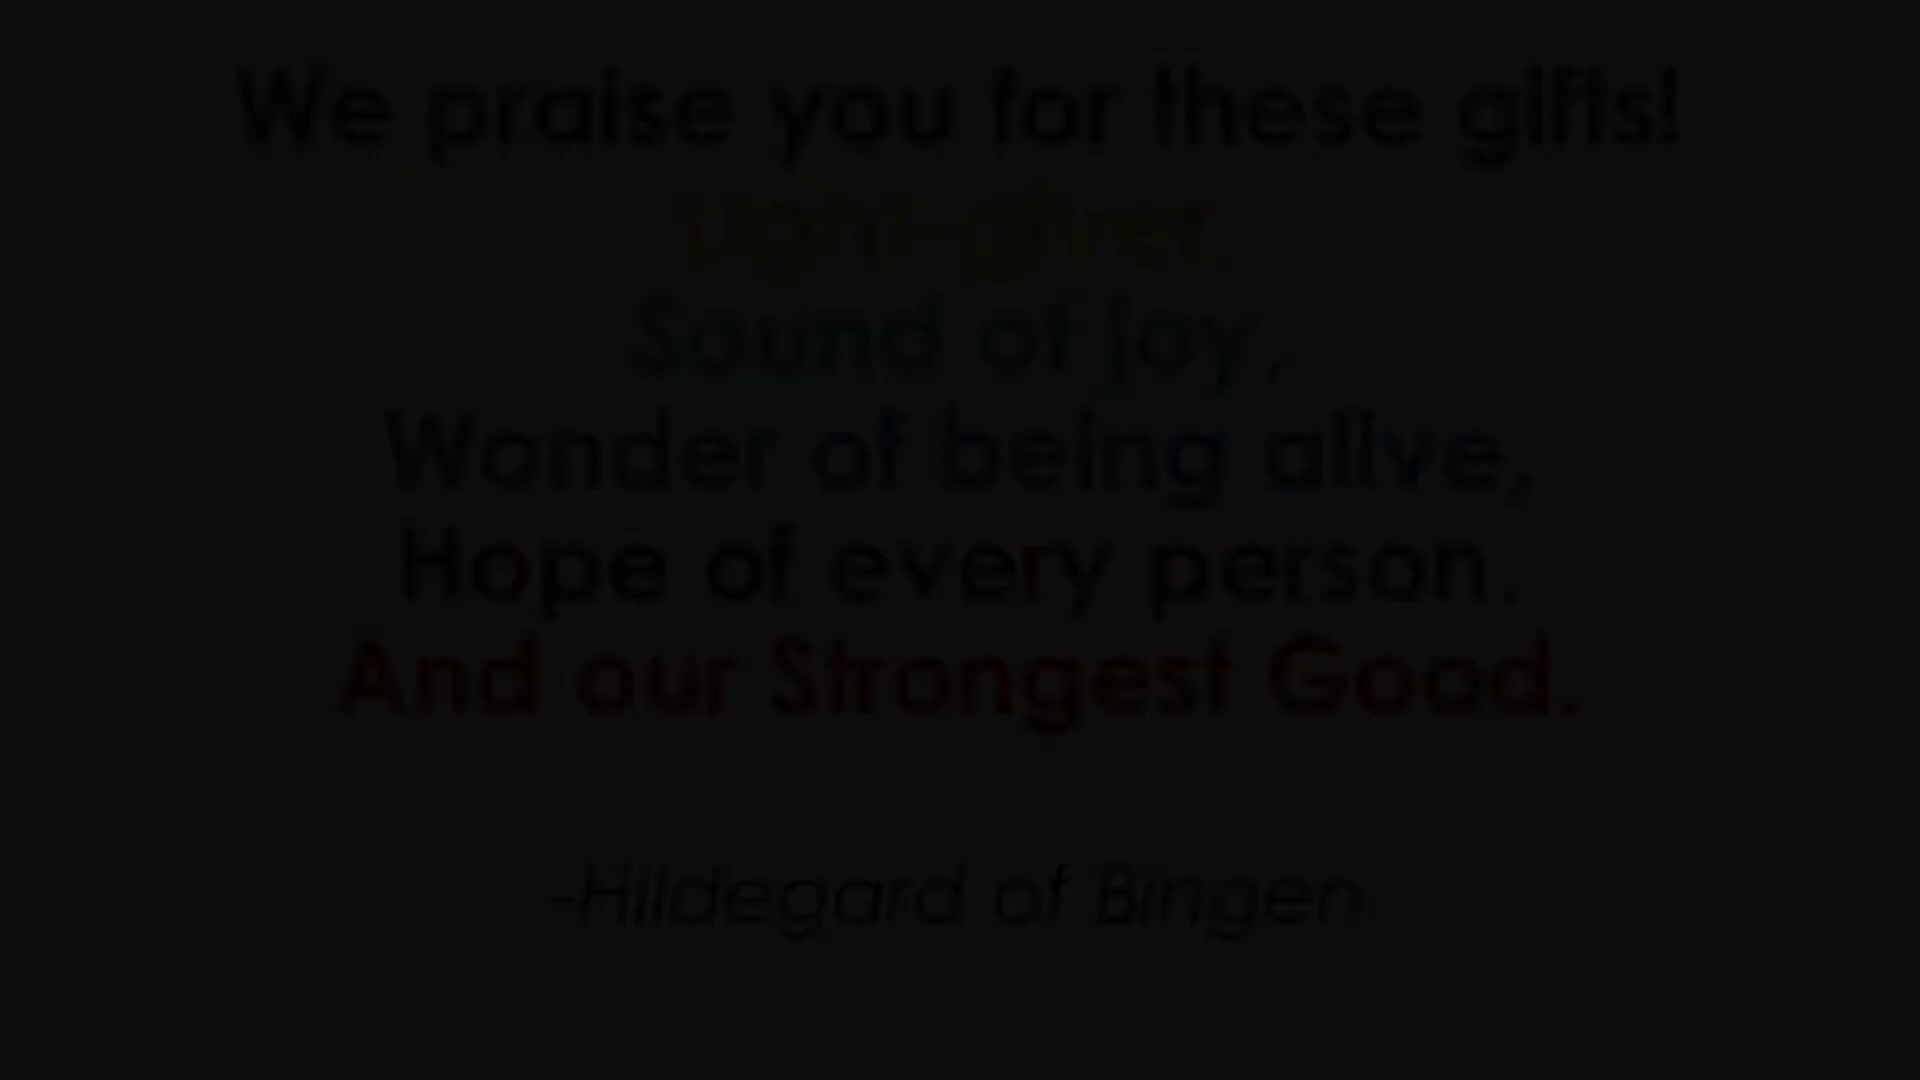 We praise you for these gifts!
Light-giver
Sound of joy,
Wonder of being alive,
Hope of every person,
And our Strongest Good.
-Hildegard of Bingen